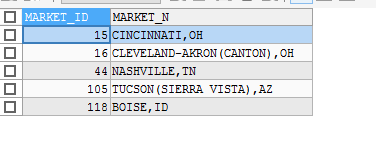 MARKET_ID MARKET_N
15 CINCINNATI,OH
16 CLEVELAND-AKRON(CANTON),OH
44 NASHVILLE,TN
105 TUCSON(SIERRA VISTA),AZ
118 BOISE,ID